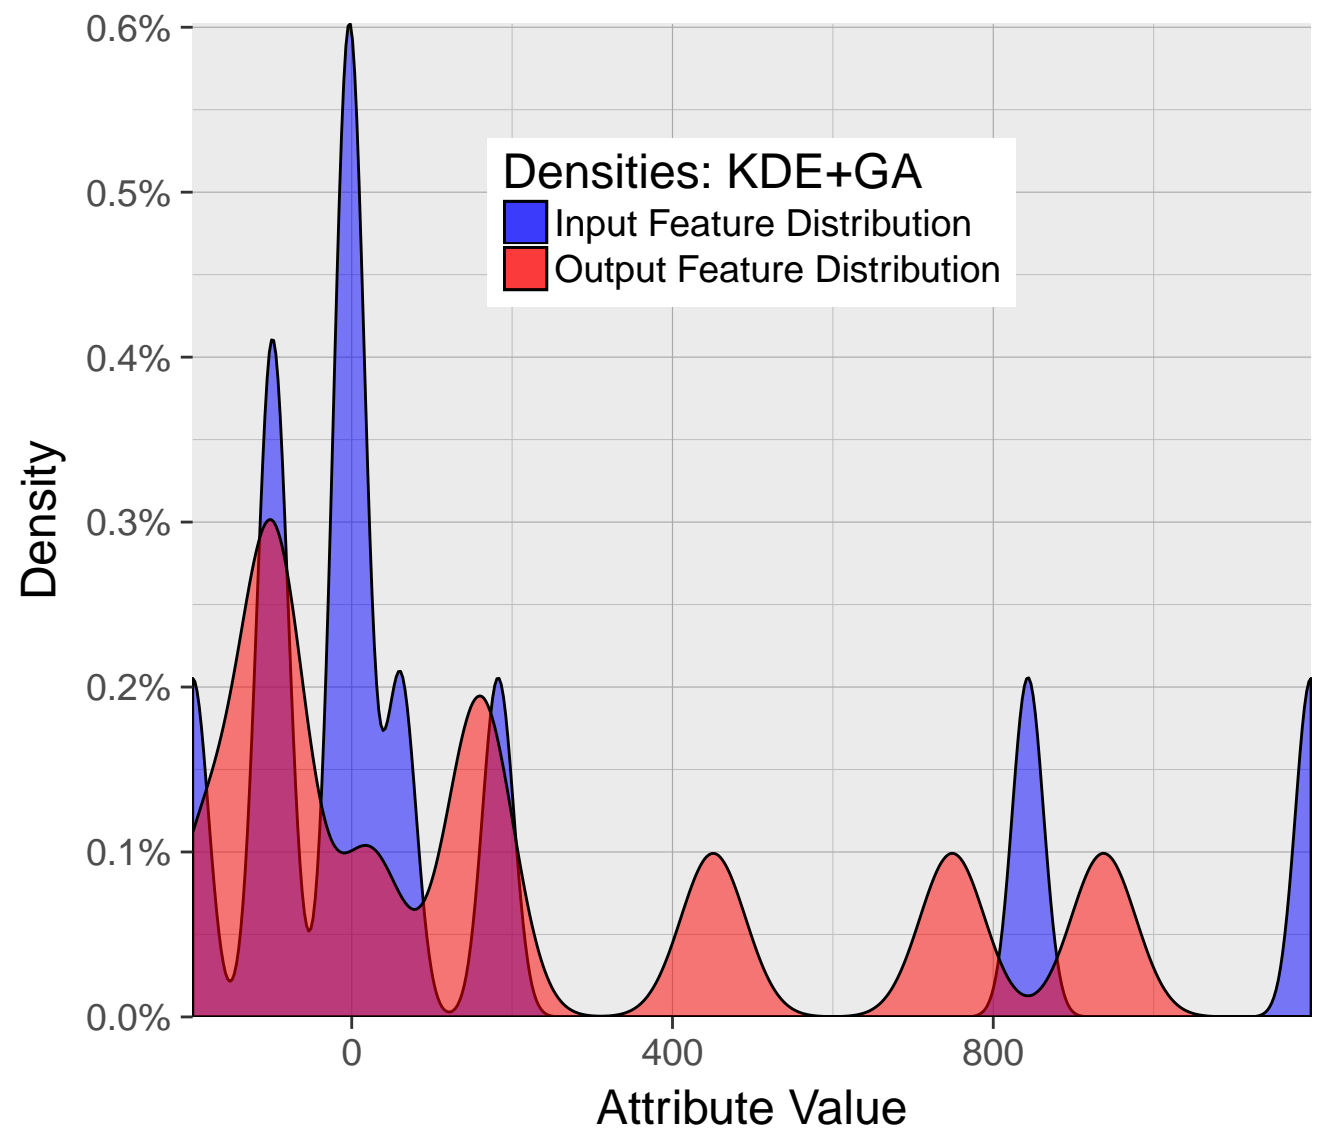 0.6%
0.5%
0.4%
0.3%
0.2%
0.1%
0.0%
Density
Densities: KDE+GA
Input Feature Distribution
Output Feature Distribution
0
400
800
Attribute Value